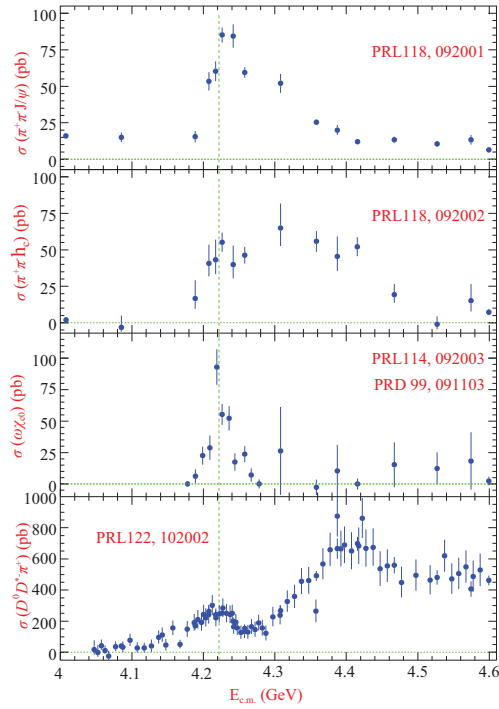 100
75
50
25
0
σ (π⁺π⁻J/ψ) (pb)
PRL118, 092001
75
50
25
0
σ (π⁺π⁻h_c) (pb)
PRL118, 092002
75
50
25
0
σ (ωχ_c0) (pb)
PRL114, 092003
PRD 99, 091103
1000
800
600
400
200
0
σ (D⁰D*⁻π⁺) (pb)
PRL122, 102002
4 4.1 4.2 4.3 4.4 4.5 4.6
E_c.m. (GeV)